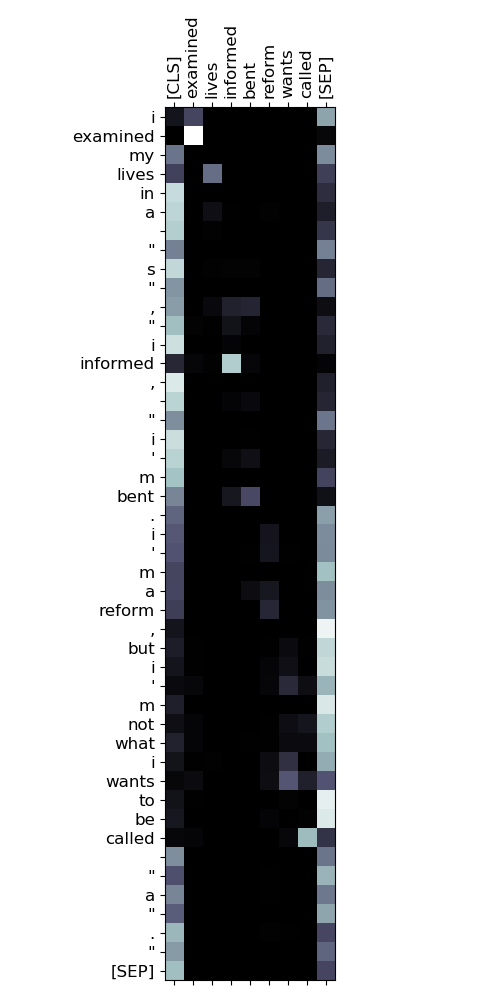 [CLS]
examined
lives
informed
bent
reform
wants
called
[SEP]
i
examined
my
lives
in
a
"
s
"
,
"
i
informed
,
"
i
'
m
bent
.
i
'
m
a
reform
,
but
i
'
m
not
what
i
wants
to
be
called
"
a
"
.
"
[SEP]